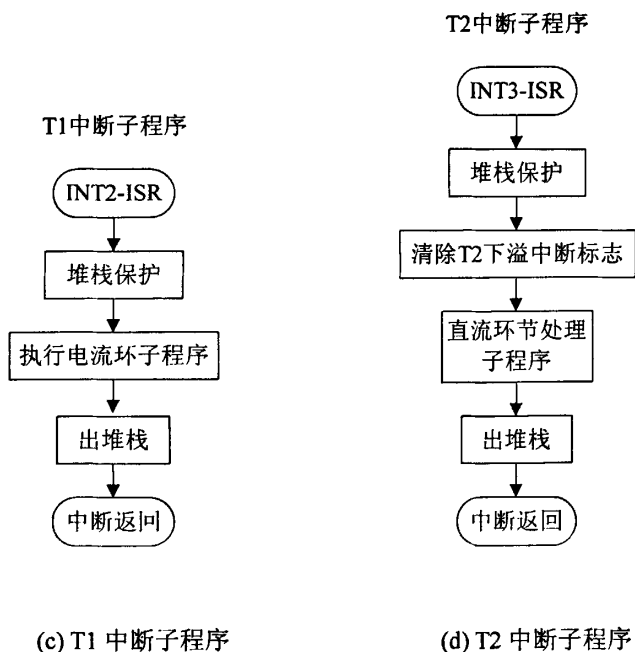 T1中断子程序
INT2-ISR
堆栈保护
执行电流环子程序
出堆栈
中断返回
(c) T1 中断子程序
T2中断子程序
INT3-ISR
堆栈保护
清除T2下溢中断标志
直流环节处理
子程序
出堆栈
中断返回
(d) T2 中断子程序